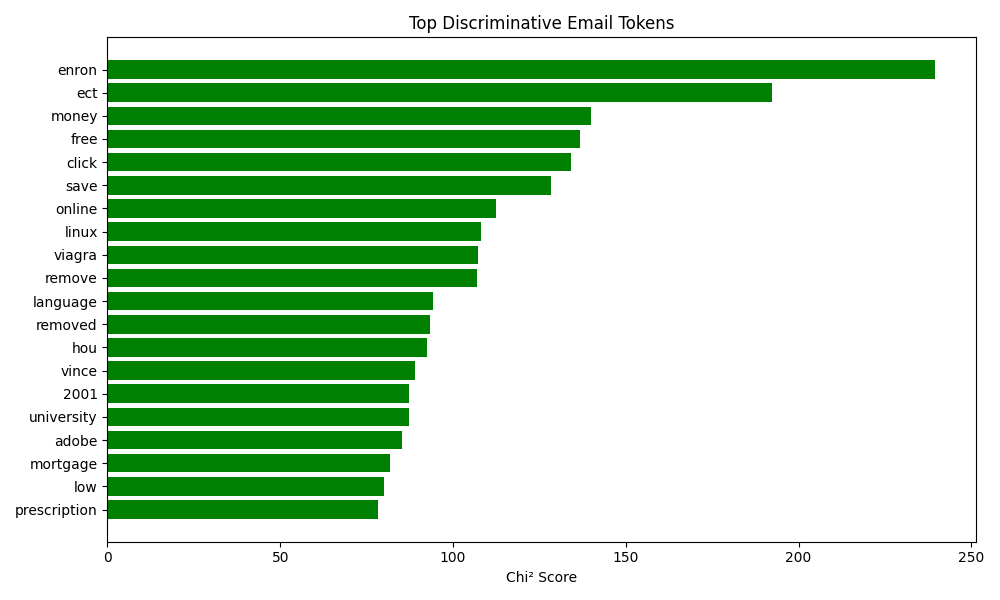 Top Discriminative Email Tokens
enron
ect
money
free
click
save
online
linux
viagra
remove
language
removed
hou
vince
2001
university
adobe
mortgage
low
prescription
0 50 100 150 200 250
Chi² Score